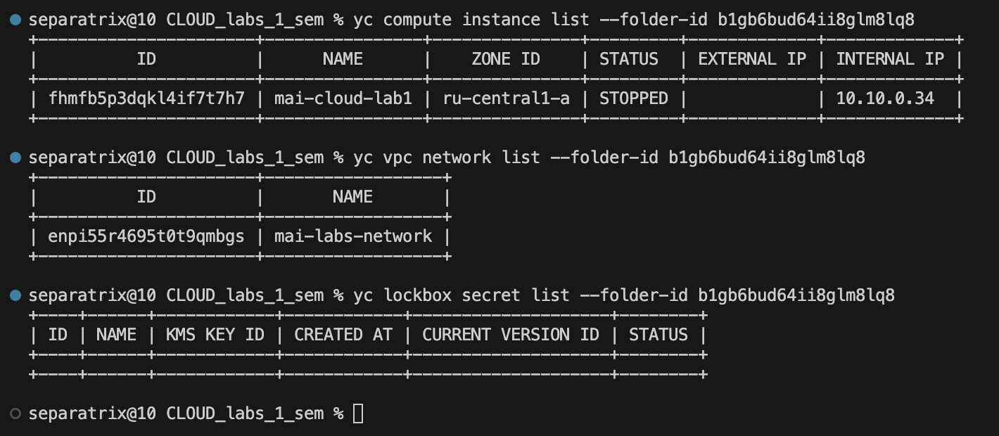 separatrix@10 CLOUD_labs_1_sem % yc compute instance list --folder-id b1gb6bud64ii8glm8lq8
+----------------------+---------------+---------------+---------+-------------+-------------+
| ID | NAME | ZONE ID | STATUS | EXTERNAL IP | INTERNAL IP |
+----------------------+---------------+---------------+---------+-------------+-------------+
| fhmfb5p3dqkl4if7t7h7 | mai-cloud-lab1 | ru-central1-a | STOPPED | | 10.10.0.34 |
+----------------------+---------------+---------------+---------+-------------+-------------+
separatrix@10 CLOUD_labs_1_sem % yc vpc network list --folder-id b1gb6bud64ii8glm8lq8
+----------------------+------------------+
| ID | NAME |
+----------------------+------------------+
| enpi55r4695t0t9qmbgs | mai-labs-network |
+----------------------+------------------+
separatrix@10 CLOUD_labs_1_sem % yc lockbox secret list --folder-id b1gb6bud64ii8glm8lq8
+----+------+------------+------------+--------------------+--------+
| ID | NAME | KMS KEY ID | CREATED AT | CURRENT VERSION ID | STATUS |
+----+------+------------+------------+--------------------+--------+
+----+------+------------+------------+--------------------+--------+
separatrix@10 CLOUD_labs_1_sem %